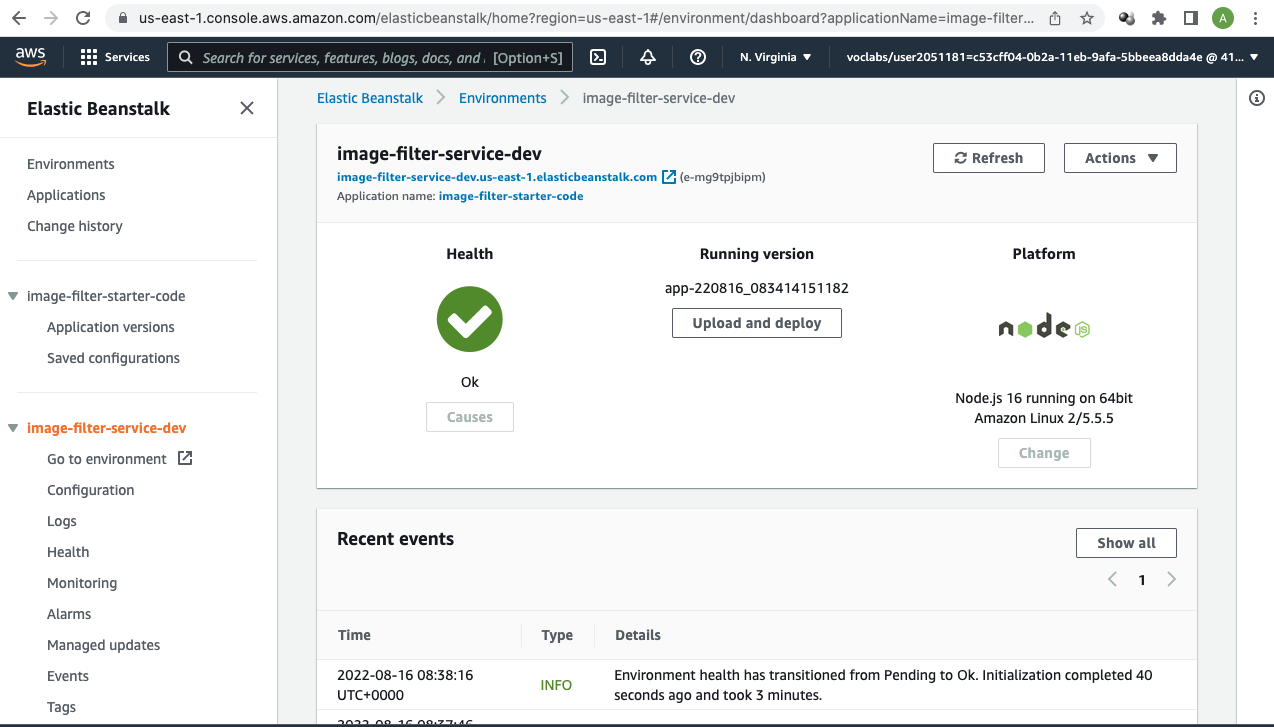 us-east-1.console.aws.amazon.com/elasticbeanstalk/home?region=us-east-1#/environment/dashboard?applicationName=image-filter...
A
aws
Services
Search for services, features, blogs, docs, and
[Option+S]
N. Virginia ▼
voclabs/user2051181=c53cff04-0b2a-11eb-9afa-5bbeea8dda4e @ 41... ▼
Elastic Beanstalk
Environments
Applications
Change history
image-filter-starter-code
Application versions
Saved configurations
image-filter-service-dev
Go to environment
Configuration
Logs
Health
Monitoring
Alarms
Managed updates
Events
Tags
Elastic Beanstalk > Environments > image-filter-service-dev
image-filter-service-dev
image-filter-service-dev.us-east-1.elasticbeanstalk.com (e-mg9tpjbipm)
Application name: image-filter-starter-code
Refresh
Actions ▼
Health
Ok
Causes
Running version
app-220816_083414151182
Upload and deploy
Platform
node
JS
Node.js 16 running on 64bit
Amazon Linux 2/5.5.5
Change
Recent events
Show all
< 1 >
Time Type Details
2022-08-16 08:38:16
UTC+0000
INFO
Environment health has transitioned from Pending to Ok. Initialization completed 40
seconds ago and took 3 minutes.
2022-08-16 08:37:46